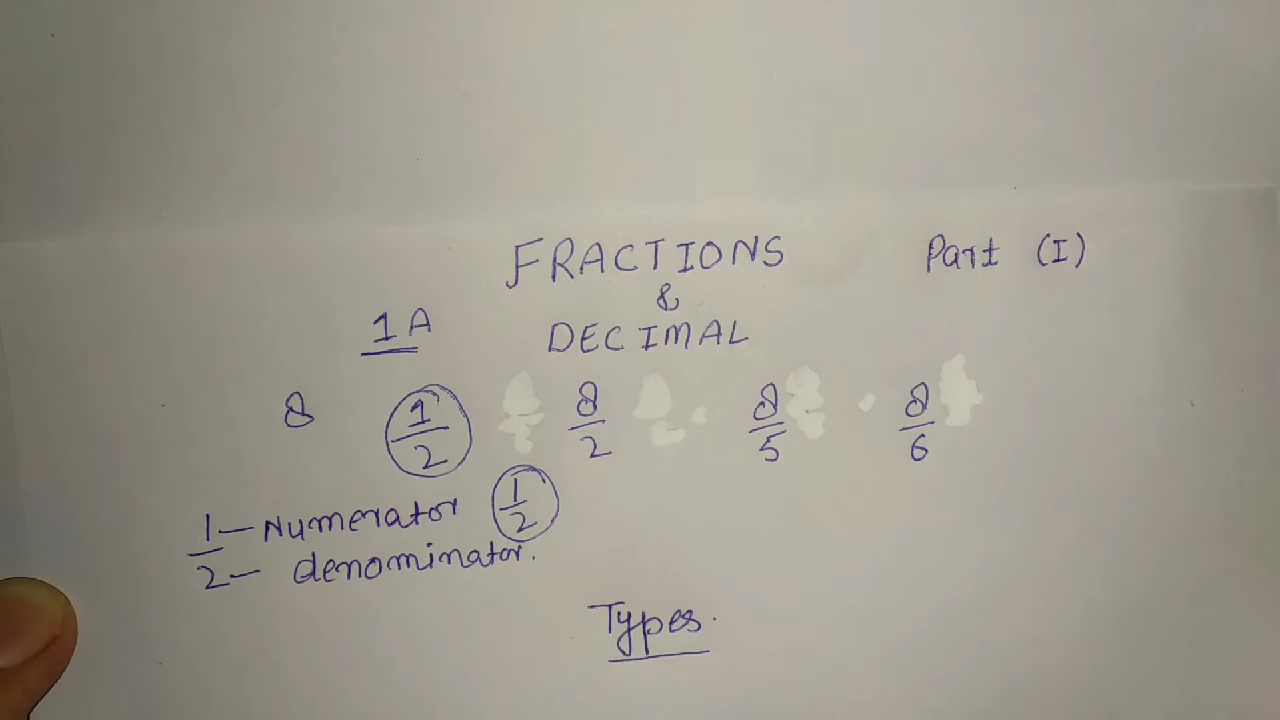 FRACTIONS Part (I)
&
1A DECIMAL
8 1/2 8/2 8/5 8/6
1 — Numerator 1/2
2 — denominator.
Types.